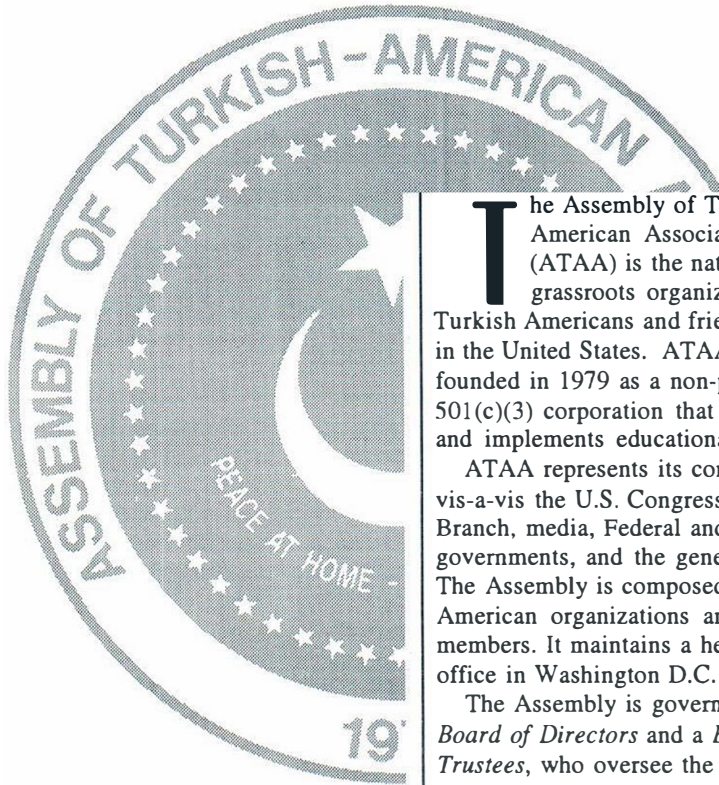 ASSEMBLY OF TURKISH-AMERICAN
PEACE AT HOME -
19
The Assembly of T
American Associa
(ATAA) is the nat
grassroots organiz
Turkish Americans and frie
in the United States. ATAA
founded in 1979 as a non-p
501(c)(3) corporation that
and implements educationa
ATAA represents its con
vis-a-vis the U.S. Congress
Branch, media, Federal and
governments, and the gene
The Assembly is composed
American organizations an
members. It maintains a he
office in Washington D.C.
The Assembly is govern
Board of Directors and a B
Trustees, who oversee the